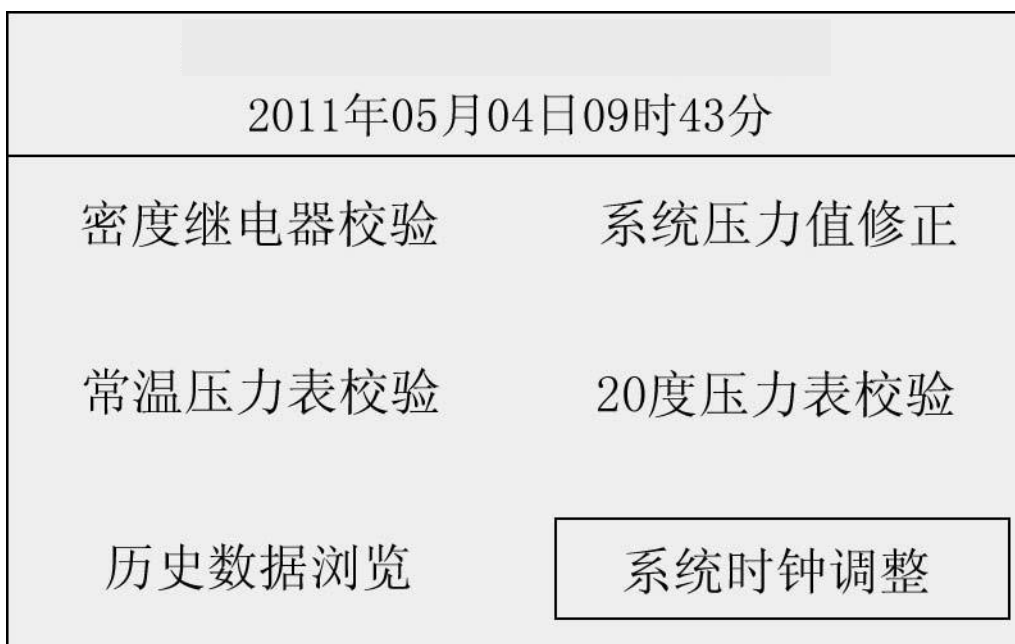 2011年05月04日09时43分
密度继电器校验 系统压力值修正
常温压力表校验 20度压力表校验
历史数据浏览 系统时钟调整